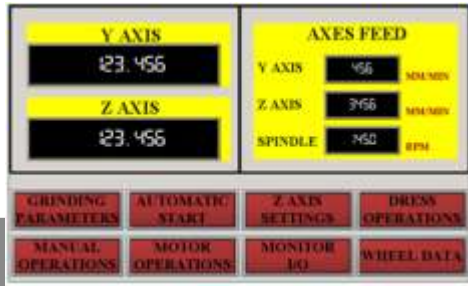 Y AXIS
123.456
Z AXIS
123.456
AXES FEED
Y AXIS 456 MM/MIN
Z AXIS 3456 MM/MIN
SPINDLE RPM
GRINDING PARAMETERS
AUTOMATIC START
Z AXIS SETTINGS
DRESS OPERATIONS
MANUAL OPERATIONS
MOTOR OPERATIONS
MONITOR I/O
WHEEL DATA